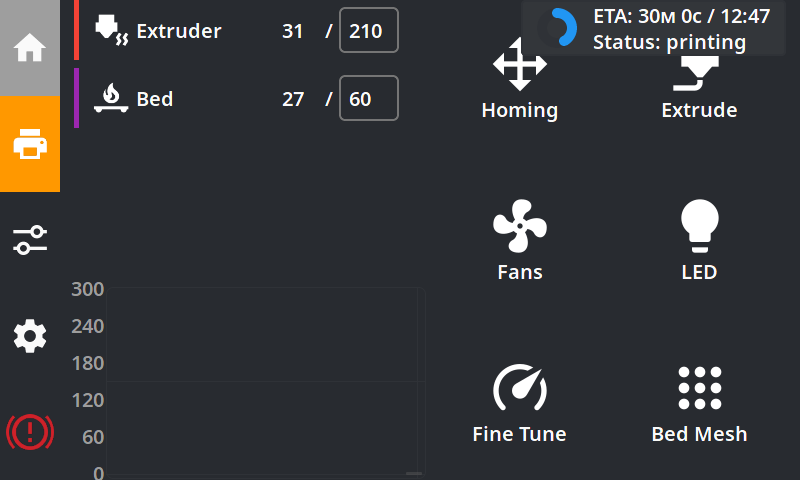 Extruder 31 / 210
Bed 27 / 60
ETA: 30м 0с / 12:47
Status: printing
Homing
Extrude
Fans
LED
Fine Tune
Bed Mesh
300
240
180
120
60
0